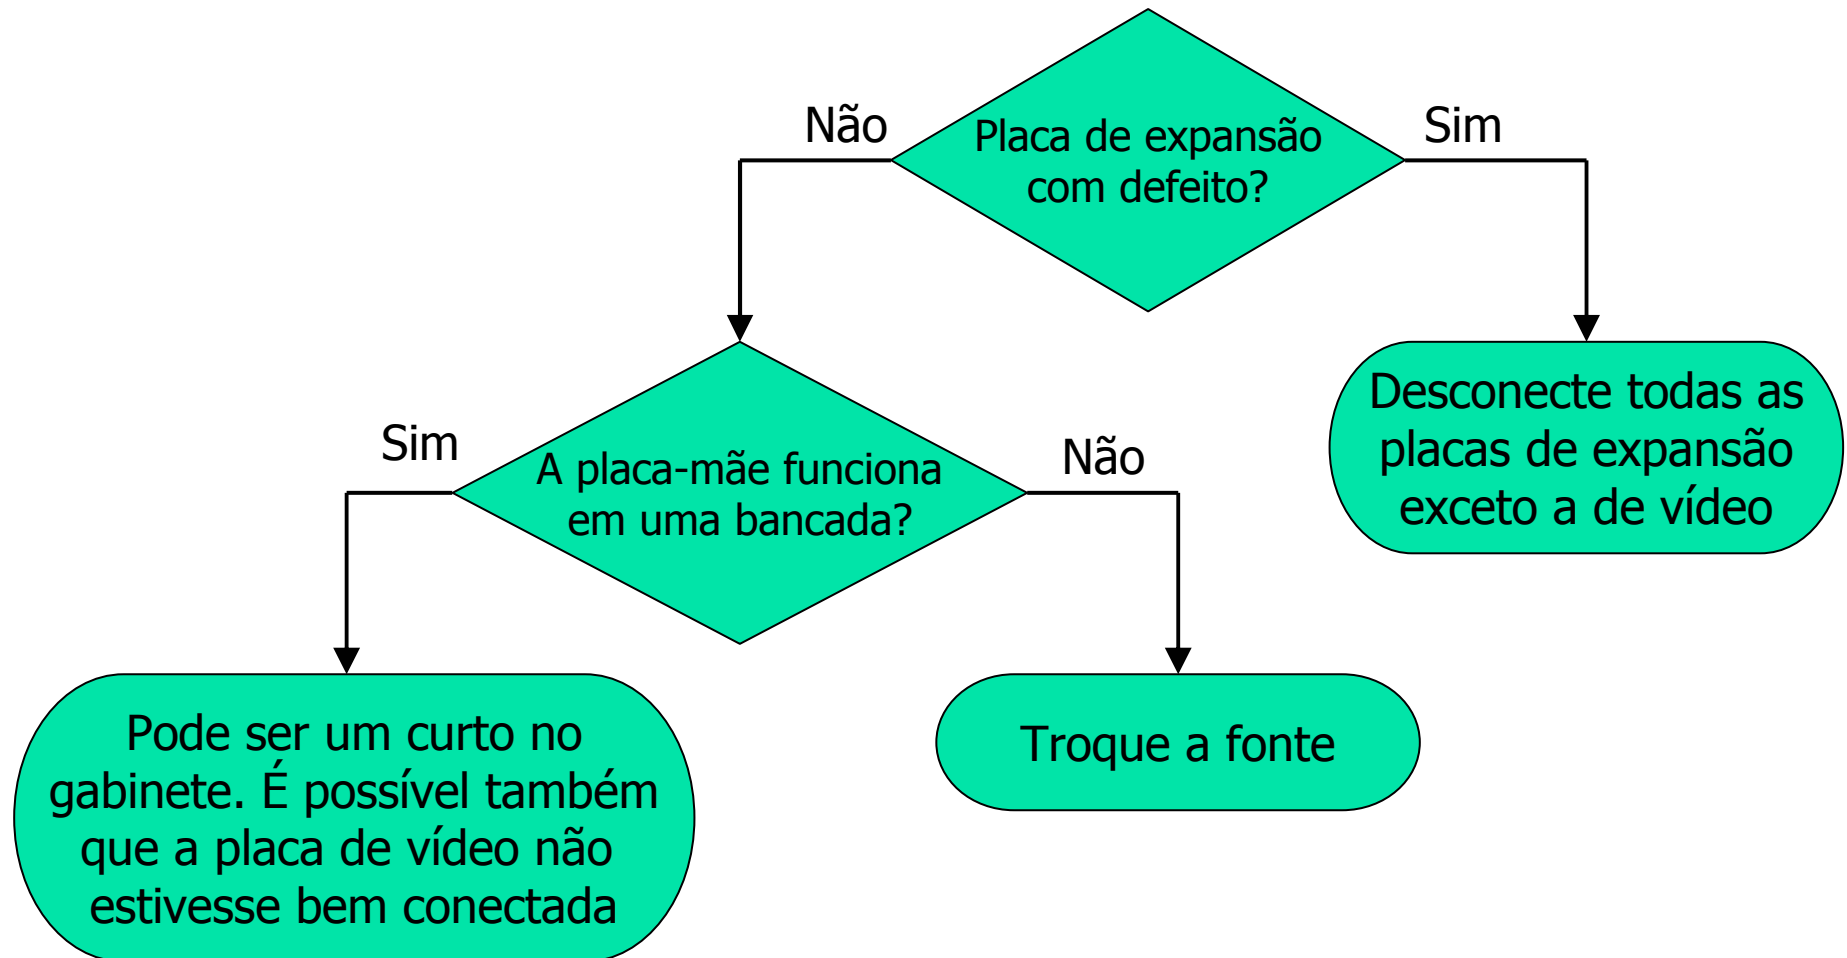 Não
Placa de expansão
com defeito?
Sim
Desconecte todas as
placas de expansão
exceto a de vídeo
Sim
A placa-mãe funciona
em uma bancada?
Não
Pode ser um curto no
gabinete. É possível também
que a placa de vídeo não
estivesse bem conectada
Troque a fonte